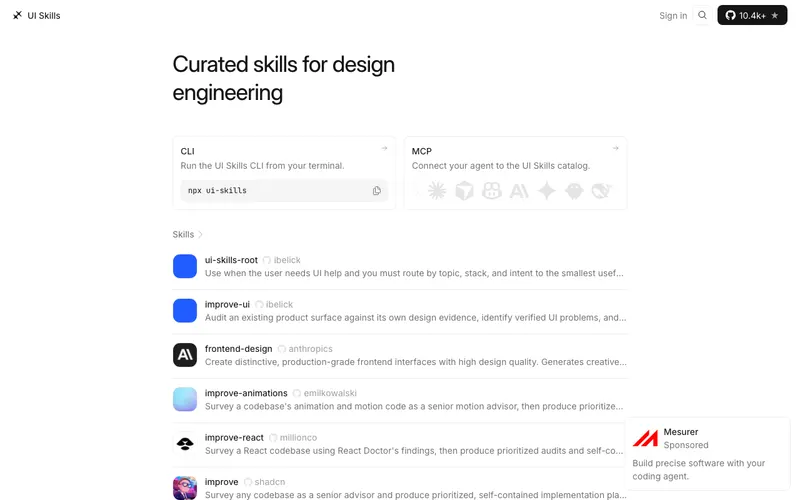 UI Skills
Sign in
10.4k+
Curated skills for design
engineering
CLI
Run the UI Skills CLI from your terminal.
npx ui-skills
MCP
Connect your agent to the UI Skills catalog.
Skills
ui-skills-root ibelick
Use when the user needs UI help and you must route by topic, stack, and intent to the smallest usef...
improve-ui ibelick
Audit an existing product surface against its own design evidence, identify verified UI problems, and...
frontend-design anthropics
Create distinctive, production-grade frontend interfaces with high design quality. Generates creative...
improve-animations emilkowalski
Survey a codebase's animation and motion code as a senior motion advisor, then produce prioritize...
improve-react millionco
Survey a React codebase using React Doctor's findings, then produce prioritized audits and self-co...
improve shadcn
Survey any codebase as a senior advisor and produce prioritized, self-contained implementation pla...
Mesurer
Sponsored
Build precise software with your
coding agent.